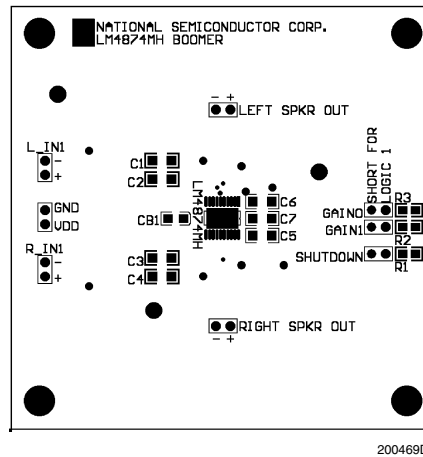 NATIONAL SEMICONDUCTOR CORP.
LM4874MH BOOMER
- +
LEFT SPKR OUT
L_IN1
-
+
GND
VDD
R_IN1
-
+
C1
C2
CB1
C3
C4
LM4874MH
C6
C7
C5
SHORT FOR
LOGIC 1
GAIN0
GAIN1
SHUTDOWN
R3
R2
R1
RIGHT SPKR OUT
- +